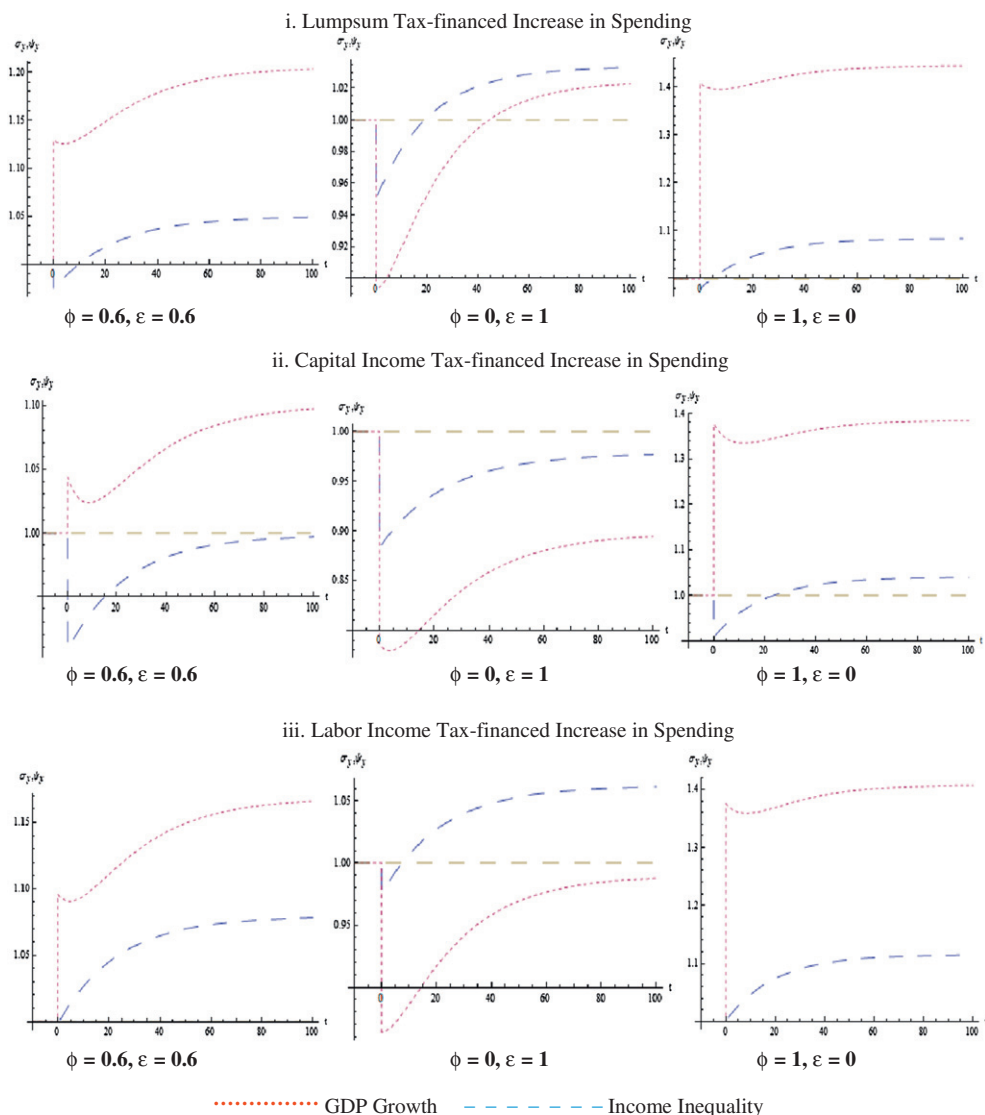 i. Lumpsum Tax-financed Increase in Spending
σy,ψy
1.20
1.15
1.10
1.05
0 20 40 60 80 100 t
ϕ = 0.6, ε = 0.6
σy,ψy
1.02
1.00
0.98
0.96
0.94
0.92
0 20 40 60 80 100 t
ϕ = 0, ε = 1
σy,ψy
1.4
1.3
1.2
1.1
0 20 40 60 80 100 t
ϕ = 1, ε = 0
ii. Capital Income Tax-financed Increase in Spending
σy,ψy
1.10
1.05
1.00
0 20 40 60 80 100 t
ϕ = 0.6, ε = 0.6
σy,ψy
1.00
0.95
0.90
0.85
0 20 40 60 80 100 t
ϕ = 0, ε = 1
σy,ψy
1.4
1.3
1.2
1.1
1.0
0 20 40 60 80 100 t
ϕ = 1, ε = 0
iii. Labor Income Tax-financed Increase in Spending
σy,ψy
1.15
1.10
1.05
0 20 40 60 80 100 t
ϕ = 0.6, ε = 0.6
σy,ψy
1.05
1.00
0.95
0 20 40 60 80 100 t
ϕ = 0, ε = 1
σy,ψy
1.4
1.3
1.2
1.1
0 20 40 60 80 100 t
ϕ = 1, ε = 0
GDP Growth Income Inequality